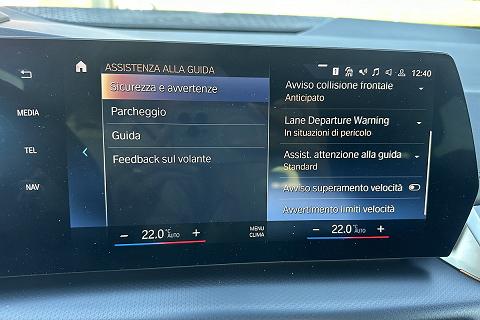 ASSISTENZA ALLA GUIDA
12:40
MEDIA
TEL
NAV
Sicurezza e avvertenze
Parcheggio
Guida
Feedback sul volante
Avviso collisione frontale
Anticipato
Lane Departure Warning
In situazioni di pericolo
Assist. attenzione alla guida
Standard
Avviso superamento velocità
Avvertimento limiti velocità
− 22.0 °C AUTO +
MENU
CLIMA
− 22.0 °C AUTO +